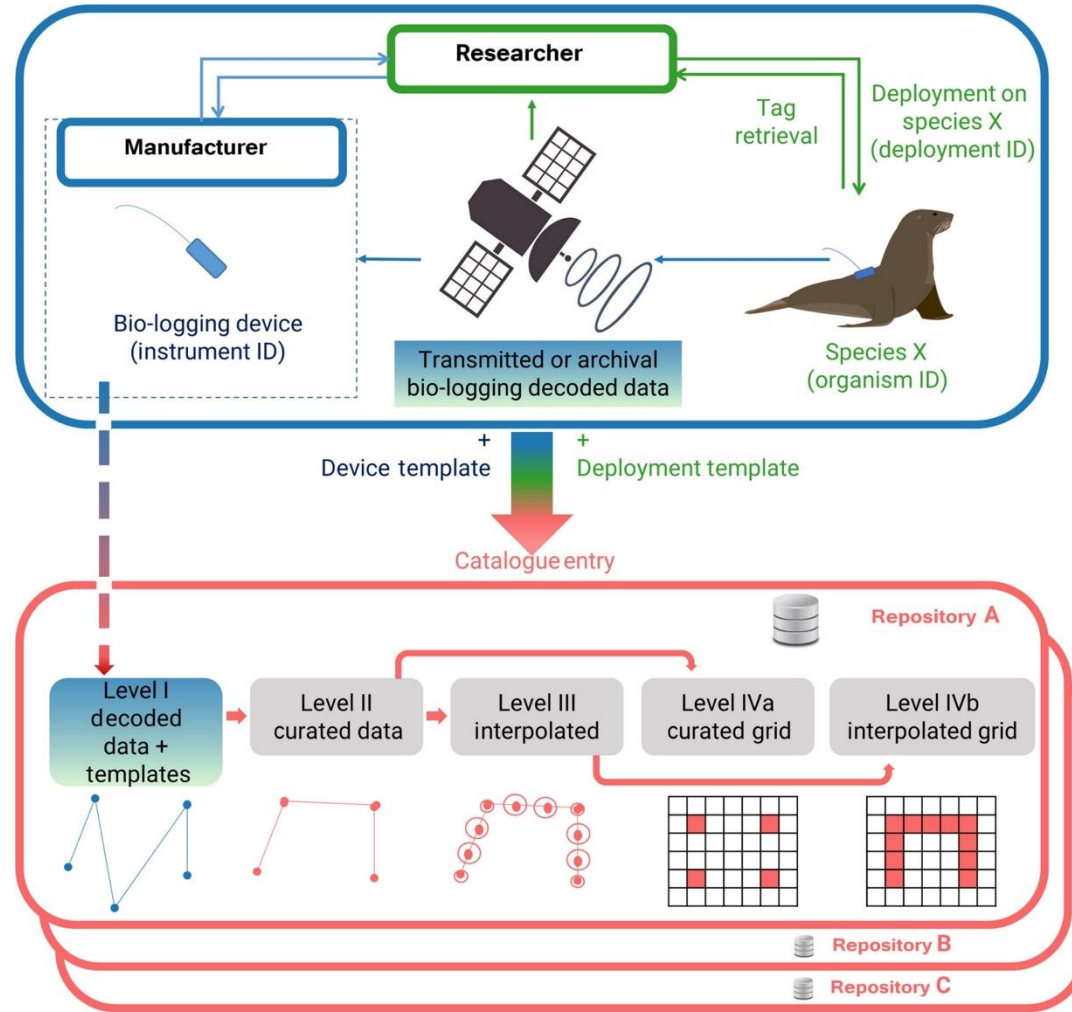 Researcher
Manufacturer
Tag
retrieval
Deployment on
species X
(deployment ID)
Bio-logging device
(instrument ID)
Transmitted or archival
bio-logging decoded data
Species X
(organism ID)
+
Device template
+
Deployment template
Catalogue entry
Repository A
Level I
decoded
data +
templates
Level II
curated data
Level III
interpolated
Level IVa
curated grid
Level IVb
interpolated grid
Repository B
Repository C